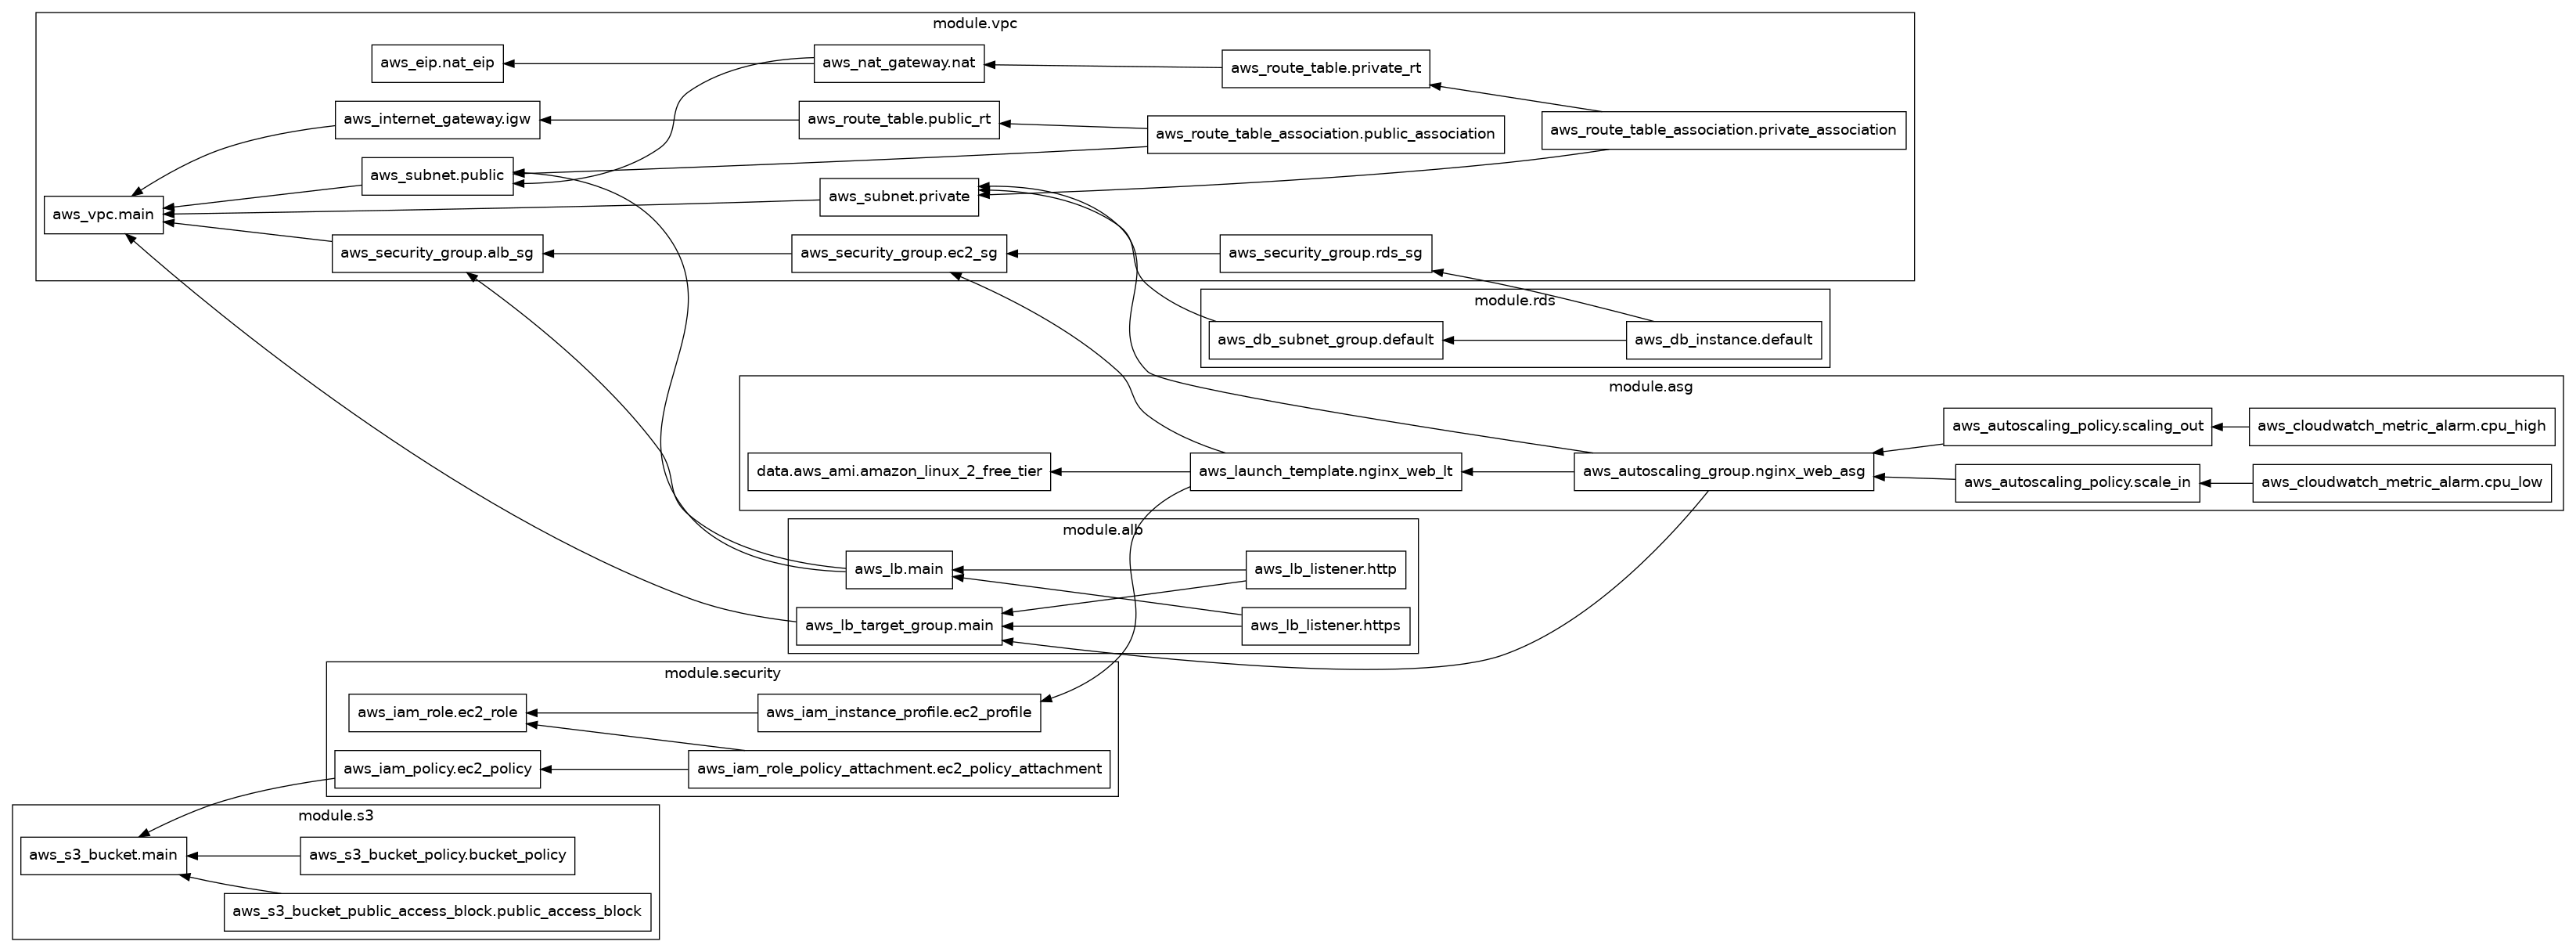 module.vpc
aws_eip.nat_eip
aws_nat_gateway.nat
aws_route_table.private_rt
aws_internet_gateway.igw
aws_route_table.public_rt
aws_route_table_association.public_association
aws_route_table_association.private_association
aws_subnet.public
aws_subnet.private
aws_vpc.main
aws_security_group.alb_sg
aws_security_group.ec2_sg
aws_security_group.rds_sg
module.rds
aws_db_subnet_group.default
aws_db_instance.default
module.asg
aws_autoscaling_policy.scaling_out
aws_cloudwatch_metric_alarm.cpu_high
data.aws_ami.amazon_linux_2_free_tier
aws_launch_template.nginx_web_lt
aws_autoscaling_group.nginx_web_asg
aws_autoscaling_policy.scale_in
aws_cloudwatch_metric_alarm.cpu_low
module.alb
aws_lb.main
aws_lb_listener.http
aws_lb_target_group.main
aws_lb_listener.https
module.security
aws_iam_role.ec2_role
aws_iam_instance_profile.ec2_profile
aws_iam_policy.ec2_policy
aws_iam_role_policy_attachment.ec2_policy_attachment
module.s3
aws_s3_bucket.main
aws_s3_bucket_policy.bucket_policy
aws_s3_bucket_public_access_block.public_access_block